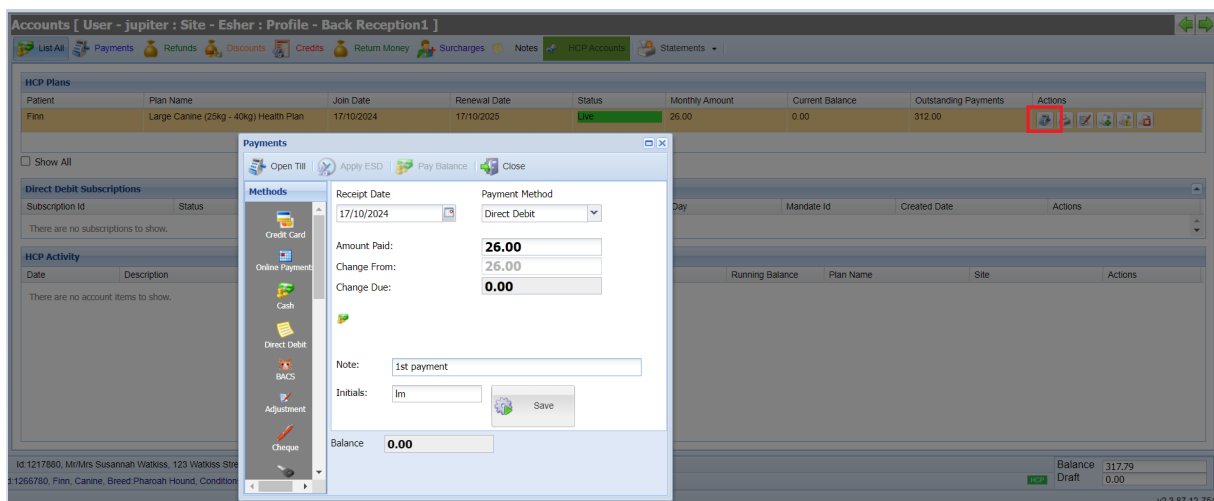 Accounts [ User - jupiter : Site - Esher : Profile - Back Reception1 ]
List All Payments Refunds Discounts Credits Return Money Surcharges Notes HCP Accounts Statements
HCP Plans
Patient Plan Name Join Date Renewal Date Status Monthly Amount Current Balance Outstanding Payments Actions
Finn Large Canine (25kg - 40kg) Health Plan 17/10/2024 17/10/2025 Live 26.00 0.00 312.00
Show All
Direct Debit Subscriptions
Subscription Id Status Day Mandate Id Created Date Actions
There are no subscriptions to show.
HCP Activity
Date Description Running Balance Plan Name Site Actions
There are no account items to show.
Payments
Open Till Apply ESD Pay Balance Close
Methods
Credit Card
Online Payment
Cash
Direct Debit
BACS
Adjustment
Cheque
Receipt Date Payment Method
17/10/2024 Direct Debit
Amount Paid: 26.00
Change From: 26.00
Change Due: 0.00
Note: 1st payment
Initials: lm
Save
Balance 0.00
Id:1217880, Mr/Mrs Susannah Watkiss, 123 Watkiss Stre
d:1266780, Finn, Canine, Breed:Pharoah Hound, Condition
Balance 317.79
HCP Draft 0.00